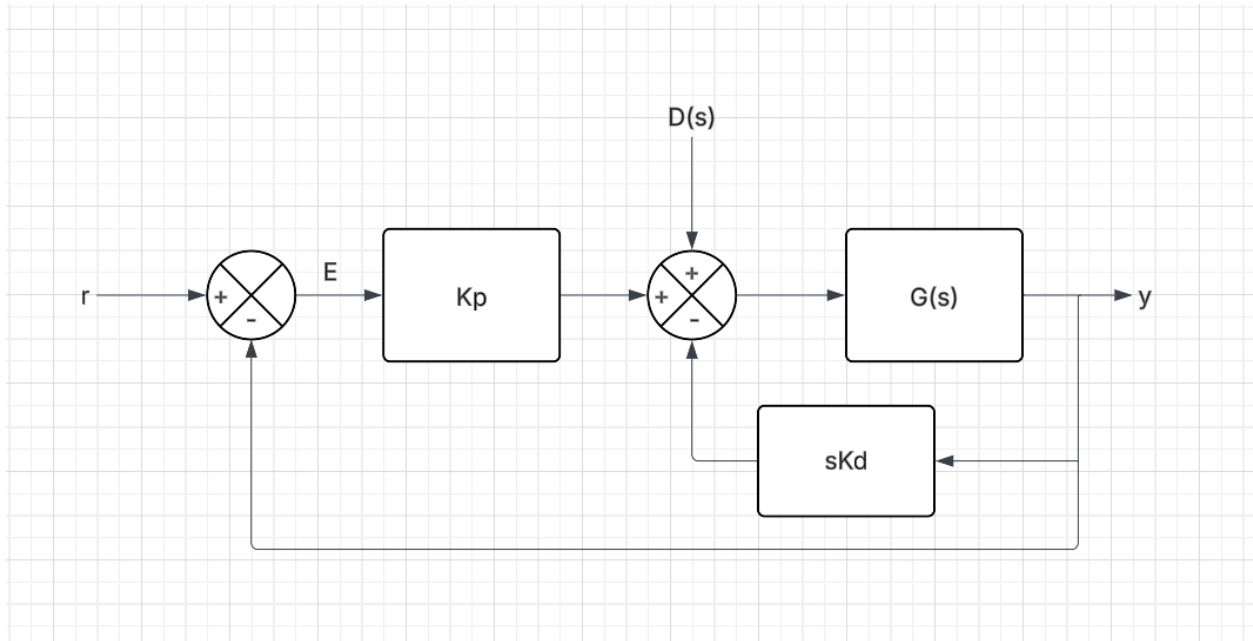 D(s)
+
r
+
-
E
Kp
+
-
G(s)
y
sKd